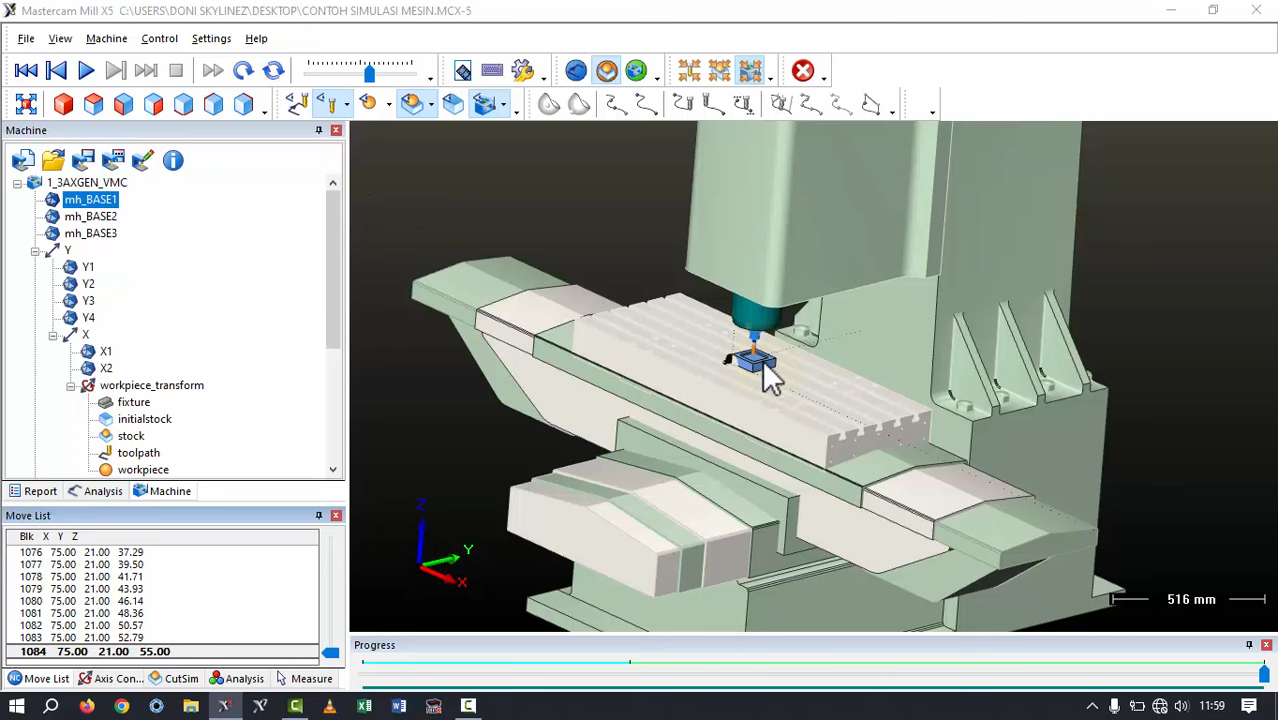 Mastercam Mill X5  C:\USERS\DONI SKYLINEZ\DESKTOP\CONTOH SIMULASI MESIN.MCX-5
File View Machine Control Settings Help
Machine
1_3AXGEN_VMC
mh_BASE1
mh_BASE2
mh_BASE3
Y
Y1
Y2
Y3
Y4
X
X1
X2
workpiece_transform
fixture
initialstock
stock
toolpath
workpiece
Report Analysis Machine
Move List
Blk X Y Z
1076 75.00 21.00 37.29
1077 75.00 21.00 39.50
1078 75.00 21.00 41.71
1079 75.00 21.00 43.93
1080 75.00 21.00 46.14
1081 75.00 21.00 48.36
1082 75.00 21.00 50.57
1083 75.00 21.00 52.79
1084 75.00 21.00 55.00
NC Move List Axis Con... CutSim Analysis Measure
Z
Y
X
516 mm
Progress
11:59